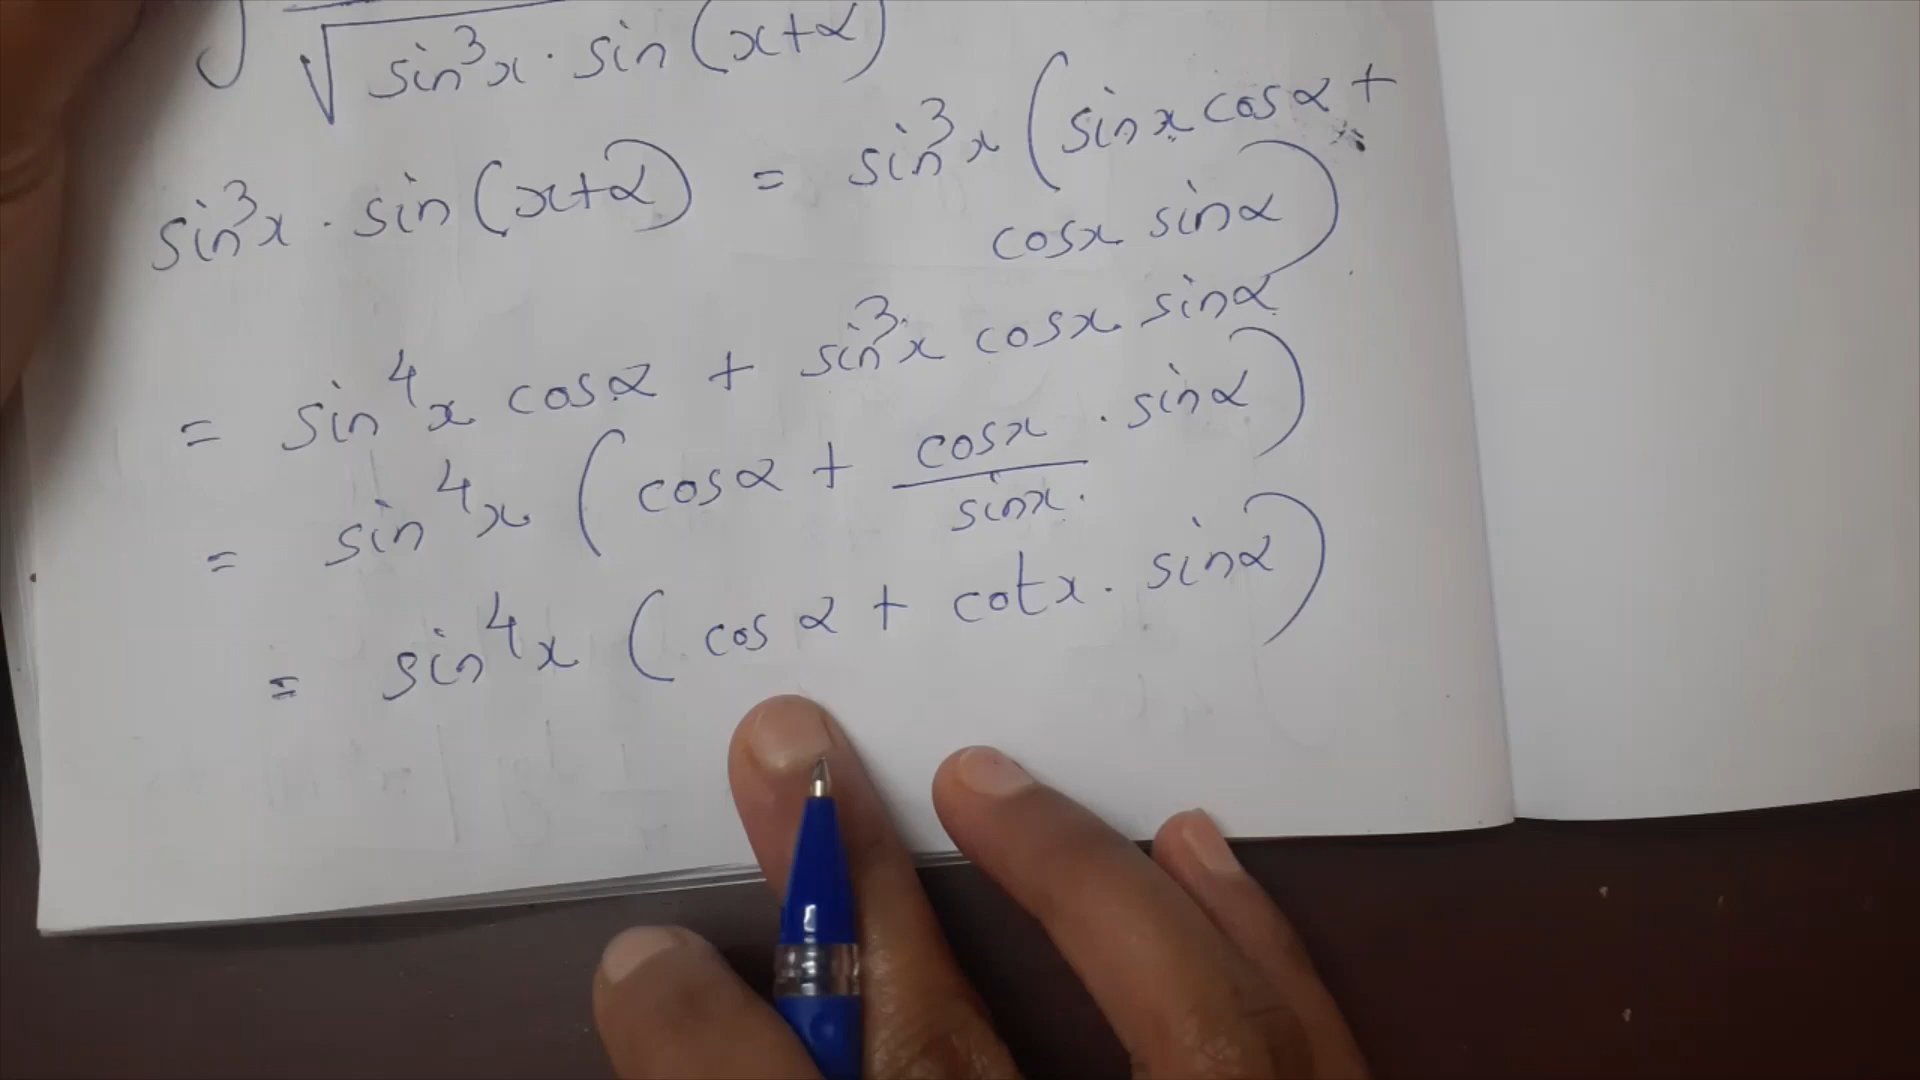 ∫ √sin³x · sin(x+α)
sin³x · sin(x+α) = sin³x (sinx cosα +
cosx sinα)
= sin⁴x cosα + sin³x cosx sinα
= sin⁴x (cosα + cosx/sinx · sinα)
= sin⁴x (cos α + cotx · sinα)